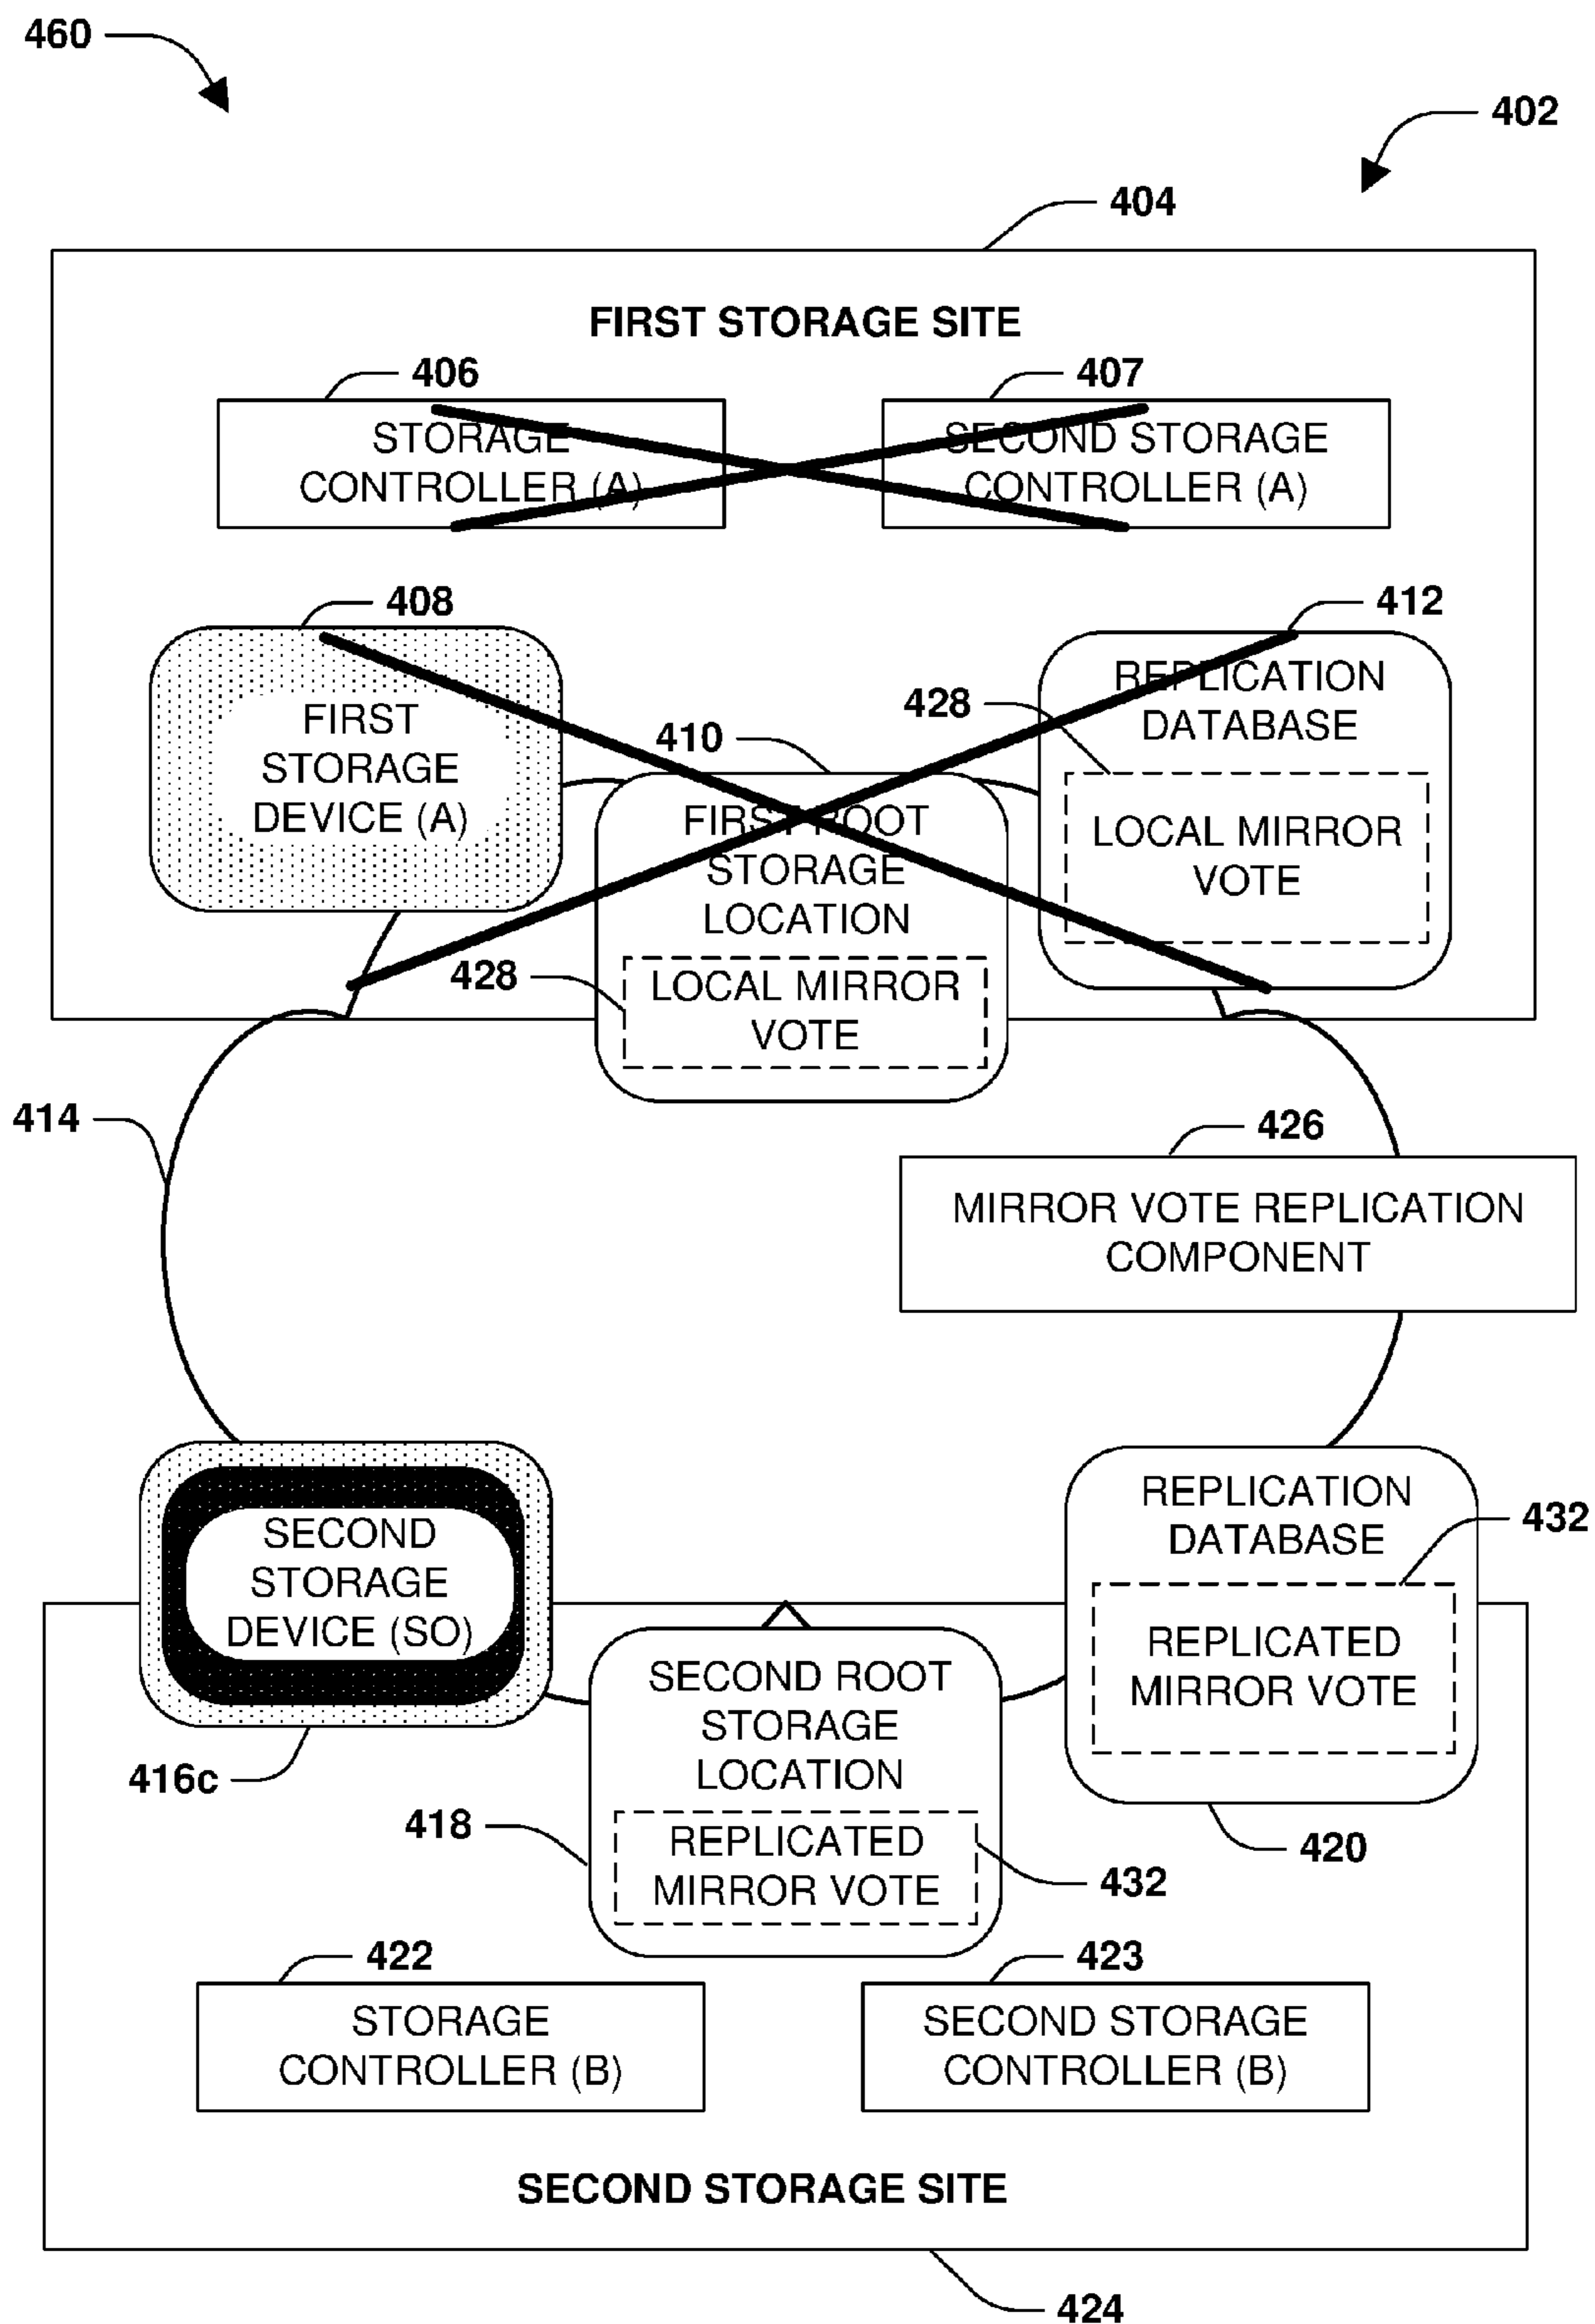 460
402
404
FIRST STORAGE SITE
406
407
STORAGE
CONTROLLER (A)
SECOND STORAGE
CONTROLLER (A)
408
412
FIRST
STORAGE
DEVICE (A)
REPLICATION
DATABASE
428
LOCAL MIRROR
VOTE
410
FIRST ROOT
STORAGE
LOCATION
428
LOCAL MIRROR
VOTE
414
426
MIRROR VOTE REPLICATION
COMPONENT
SECOND
STORAGE
DEVICE (SO)
416c
REPLICATION
DATABASE
432
REPLICATED
MIRROR VOTE
420
SECOND ROOT
STORAGE
LOCATION
418
REPLICATED
MIRROR VOTE
432
422
423
STORAGE
CONTROLLER (B)
SECOND STORAGE
CONTROLLER (B)
SECOND STORAGE SITE
424